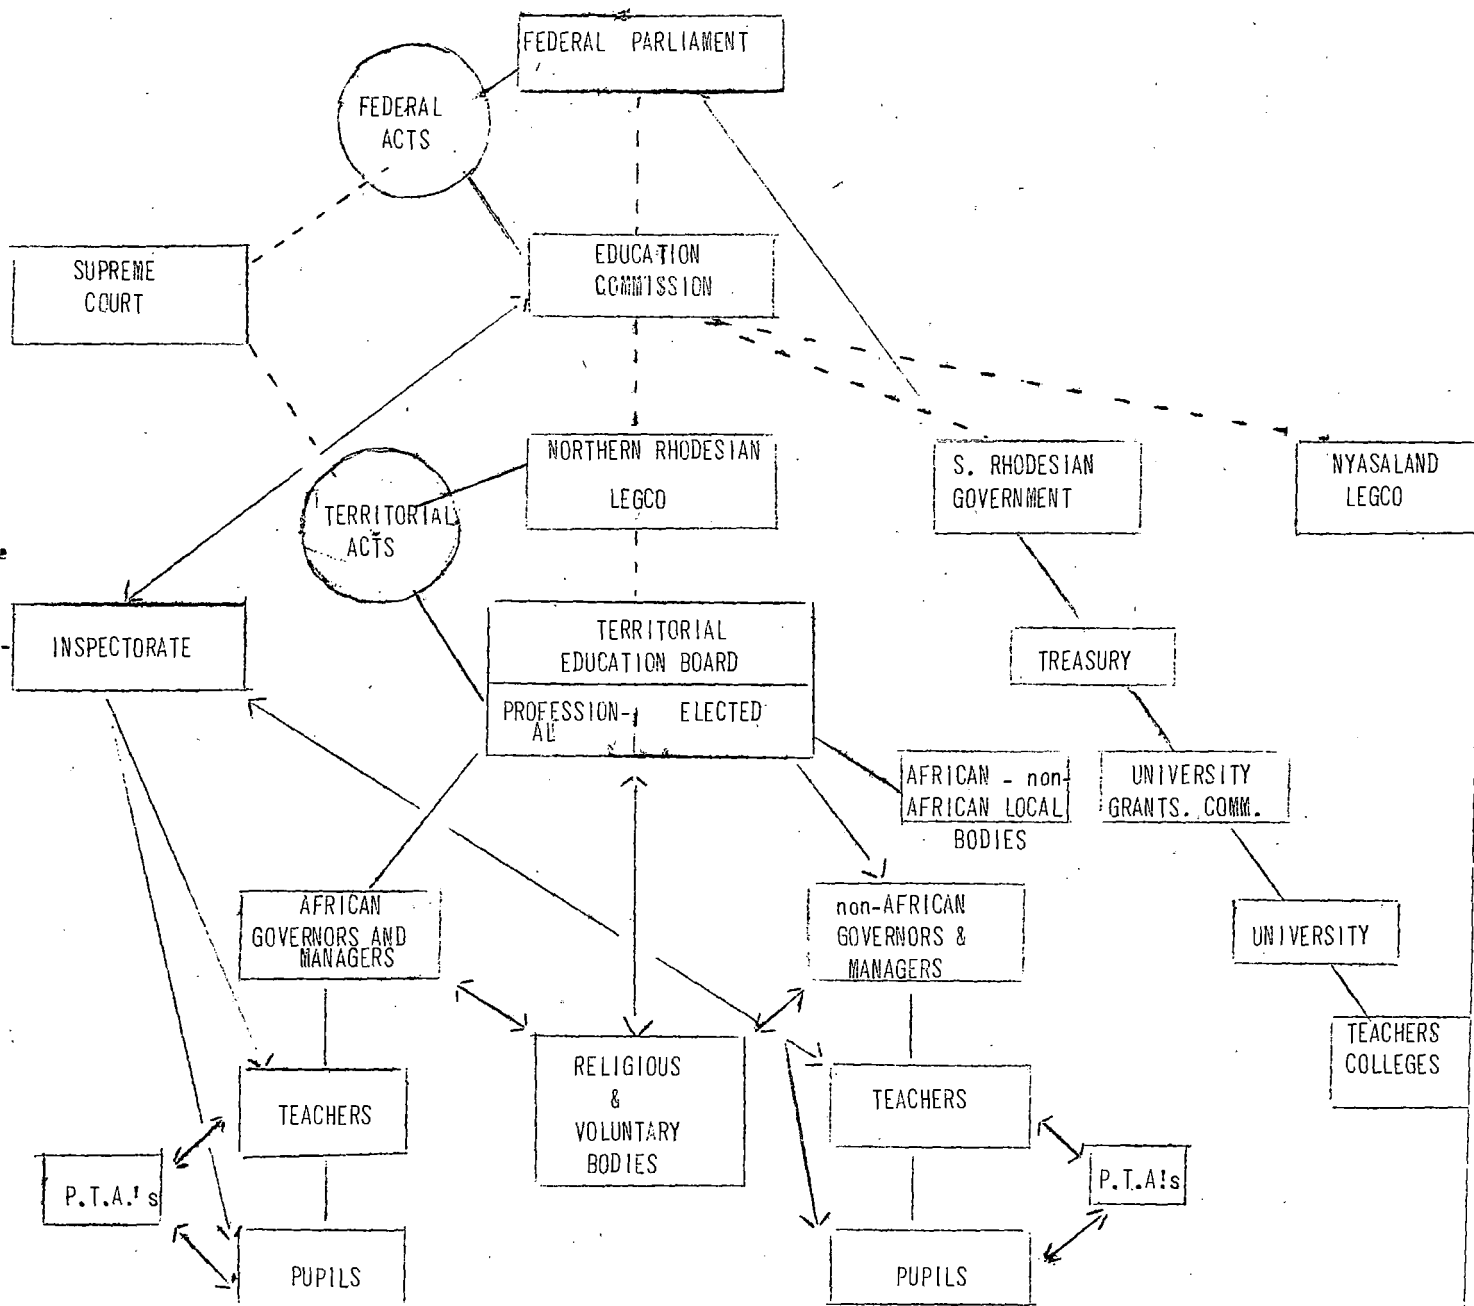 FEDERAL PARLIAMENT
FEDERAL
ACTS
SUPREME
COURT
EDUCATION
COMMISSION
NORTHERN RHODESIAN
LEGCO
S. RHODESIAN
GOVERNMENT
NYASALAND
LEGCO
TERRITORIAL
ACTS
INSPECTORATE
TERRITORIAL
EDUCATION BOARD
PROFESSION-
AL
ELECTED
TREASURY
AFRICAN - non-
AFRICAN LOCAL
BODIES
UNIVERSITY
GRANTS. COMM.
AFRICAN
GOVERNORS AND
MANAGERS
non-AFRICAN
GOVERNORS &
MANAGERS
UNIVERSITY
TEACHERS
COLLEGES
RELIGIOUS
&
VOLUNTARY
BODIES
TEACHERS
TEACHERS
P.T.A.'s
P.T.A's
PUPILS
PUPILS